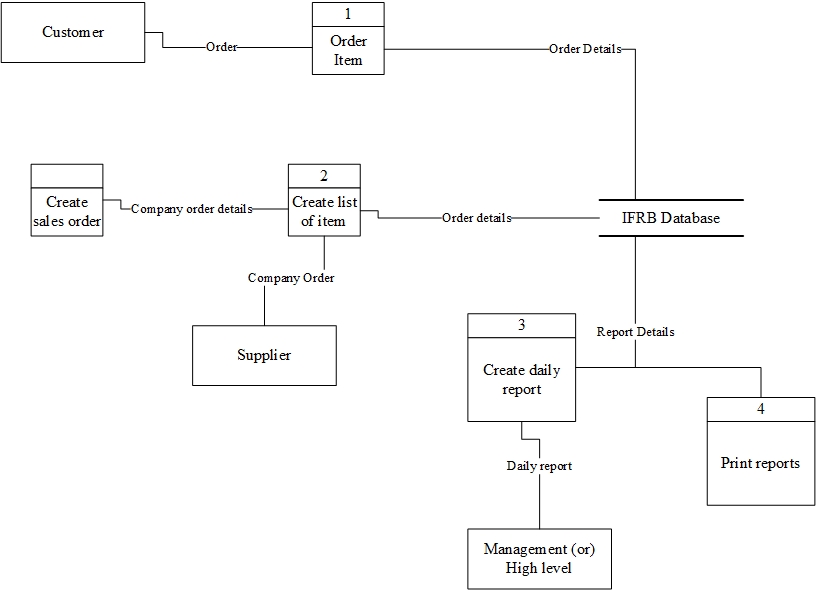 Customer
Order
1
Order
Item
Order Details
Create
sales order
Company order details
2
Create list
of item
Order details
IFRB Database
Company Order
Supplier
3
Create daily
report
Report Details
4
Print reports
Daily report
Management (or)
High level